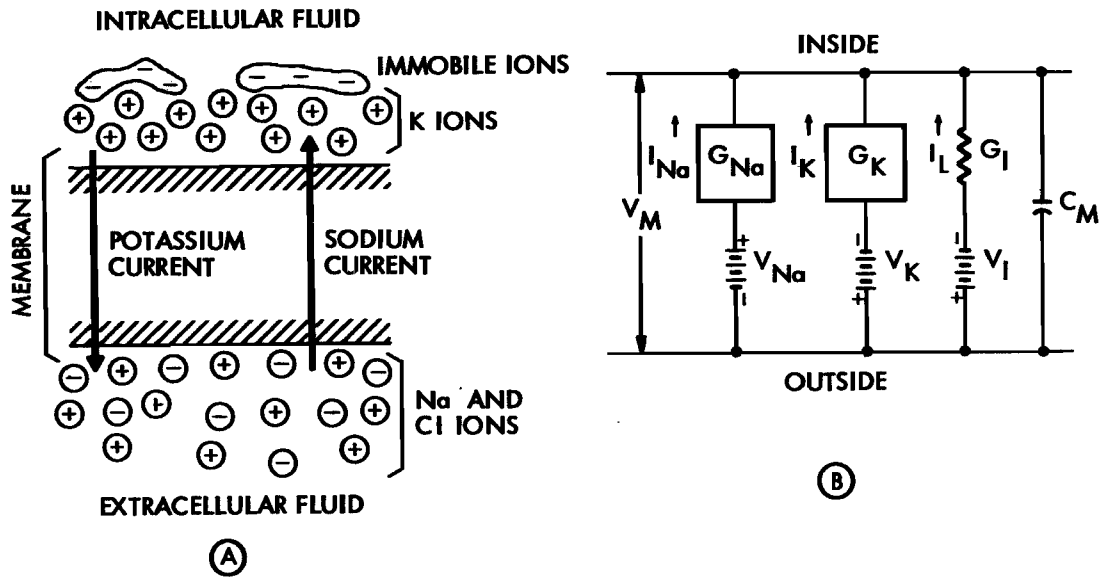 INTRACELLULAR FLUID
IMMOBILE IONS
K IONS
MEMBRANE
POTASSIUM
CURRENT
SODIUM
CURRENT
Na AND
Cl IONS
EXTRACELLULAR FLUID
A
INSIDE
I_Na G_Na I_K G_K I_L G_l
V_M C_M
V_Na V_K V_l
OUTSIDE
B